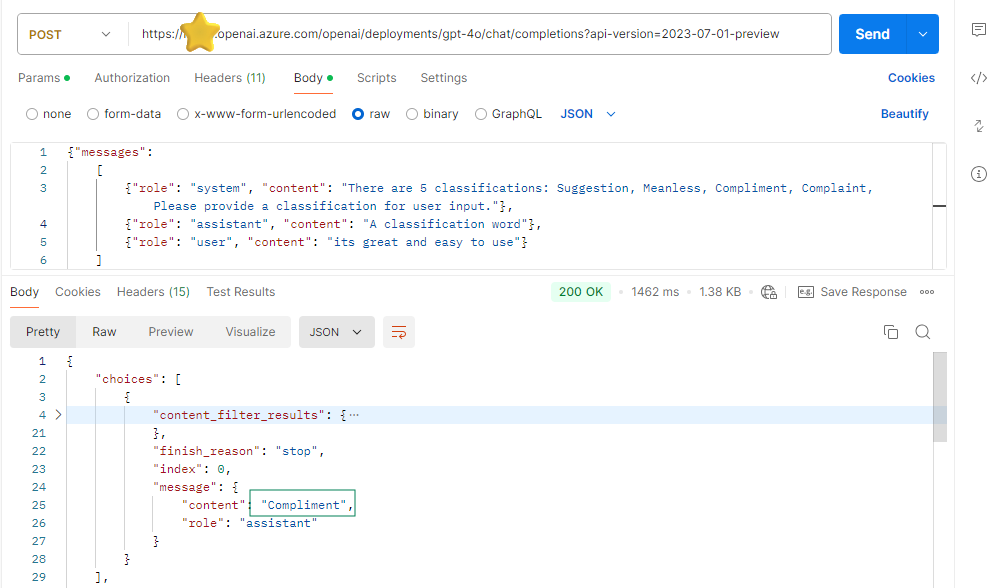 POST https:// .openai.azure.com/openai/deployments/gpt-4o/chat/completions?api-version=2023-07-01-preview Send
Params Authorization Headers (11) Body Scripts Settings Cookies
none form-data x-www-form-urlencoded raw binary GraphQL JSON Beautify
1 {"messages":
2 [
3 {"role": "system", "content": "There are 5 classifications: Suggestion, Meanless, Compliment, Complaint,
Please provide a classification for user input."},
4 {"role": "assistant", "content": "A classification word"},
5 {"role": "user", "content": "its great and easy to use"}
6 ]
Body Cookies Headers (15) Test Results 200 OK 1462 ms 1.38 KB e.g. Save Response
Pretty Raw Preview Visualize JSON
1 {
2 "choices": [
3 {
4 "content_filter_results": {…
21 },
22 "finish_reason": "stop",
23 "index": 0,
24 "message": {
25 "content": "Compliment",
26 "role": "assistant"
27 }
28 }
29 ],